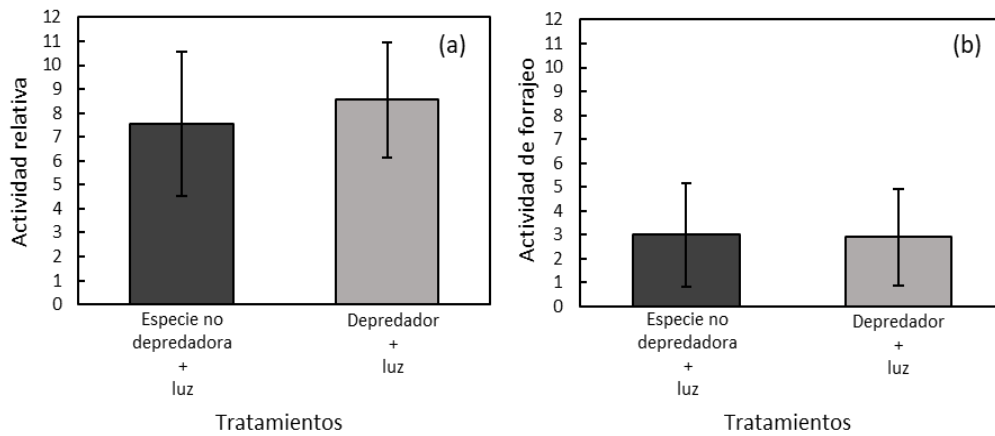 12
11
10
9
8
7
6
5
4
3
2
1
0
Actividad relativa
(a)
Especie no
depredadora
+
luz
Depredador
+
luz
Tratamientos
12
11
10
9
8
7
6
5
4
3
2
1
0
Actividad de forrajeo
(b)
Especie no
depredadora
+
luz
Depredador
+
luz
Tratamientos